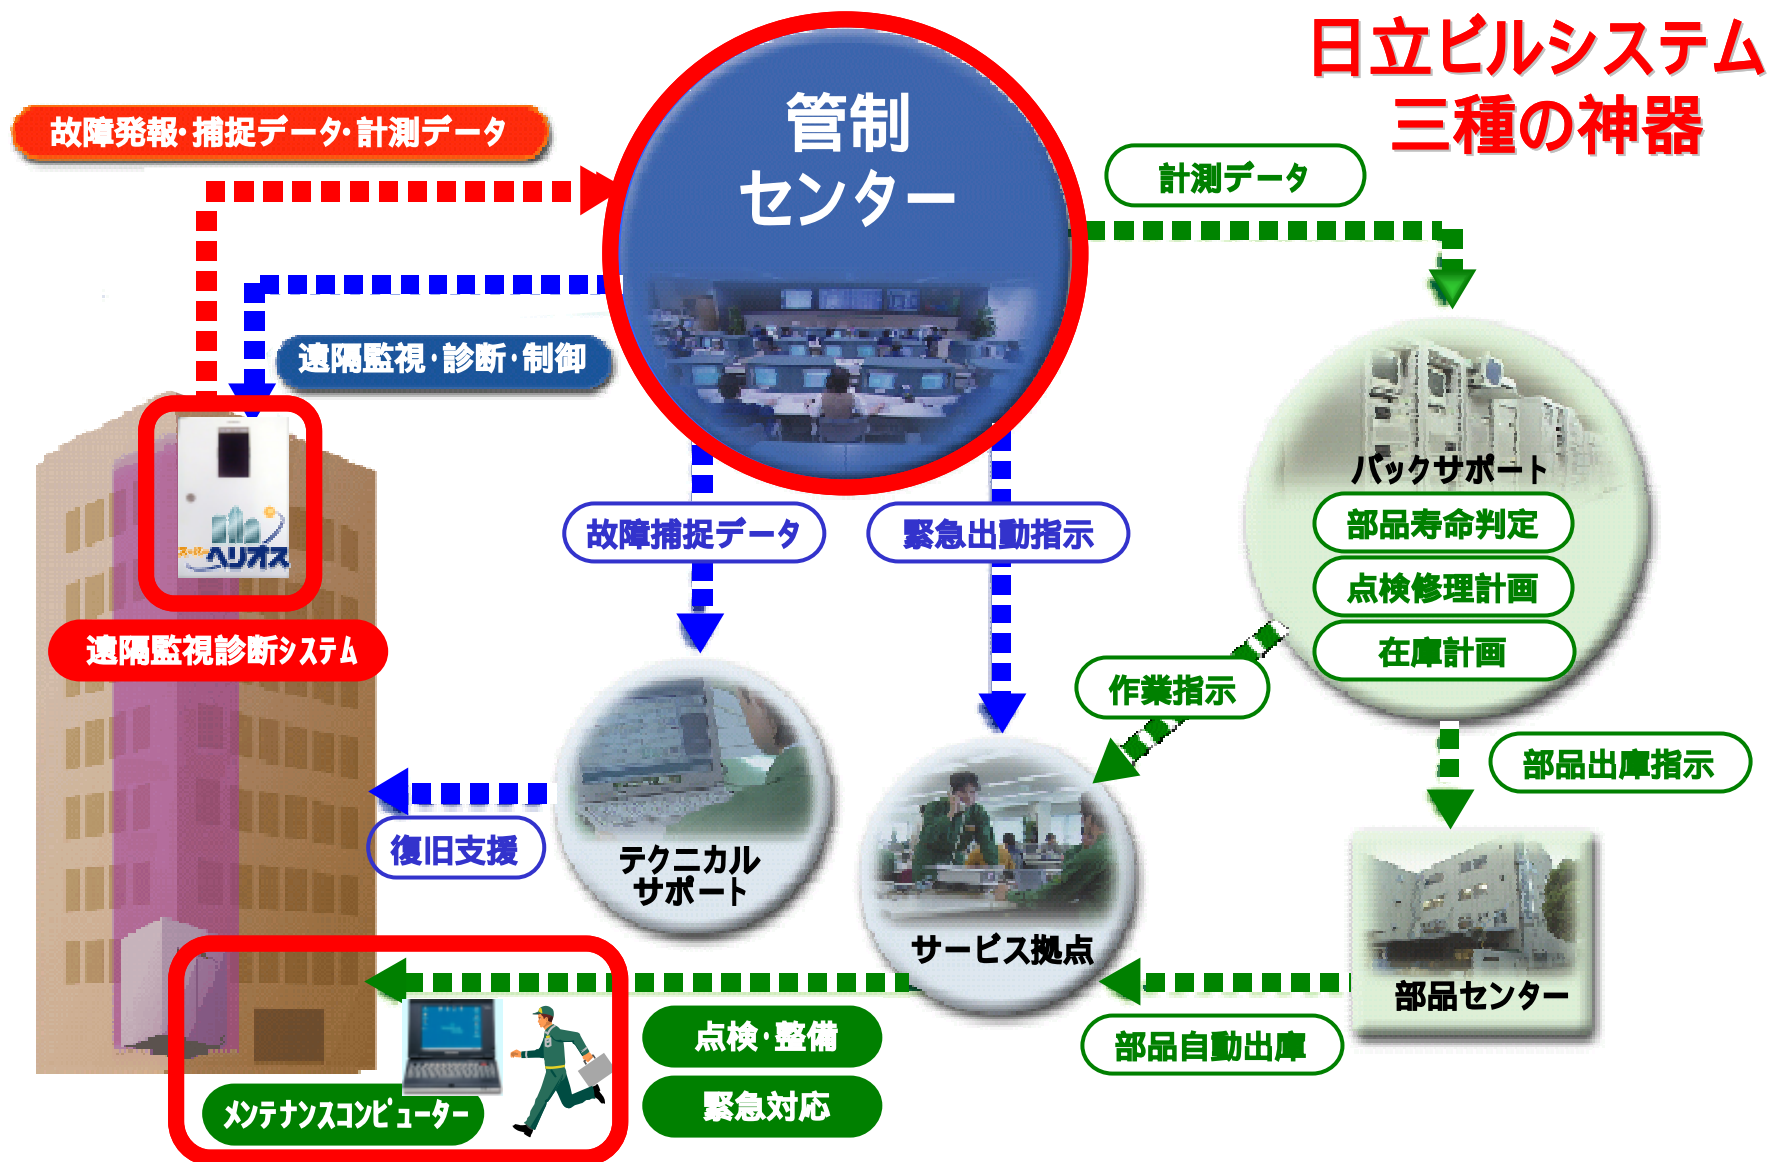 日立ビルシステム
三種の神器
管制
センター
故障発報・捕捉データ・計測データ
計測データ
遠隔監視・診断・制御
スーパー
ヘリオス
遠隔監視診断システム
故障捕捉データ
緊急出動指示
バックサポート
部品寿命判定
点検修理計画
在庫計画
作業指示
部品出庫指示
復旧支援
テクニカル
サポート
サービス拠点
部品センター
部品自動出庫
点検・整備
緊急対応
メンテナンスコンピューター